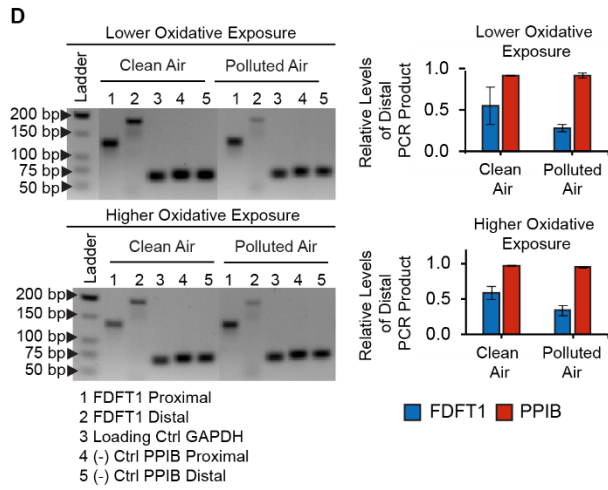 D
Lower Oxidative Exposure
Ladder
Clean Air
Polluted Air
1 2 3 4 5 1 2 3 4 5
200 bp
150 bp
100 bp
75 bp
50 bp
Higher Oxidative Exposure
Ladder
Clean Air
Polluted Air
1 2 3 4 5 1 2 3 4 5
200 bp
150 bp
100 bp
75 bp
50 bp
1 FDFT1 Proximal
2 FDFT1 Distal
3 Loading Ctrl GAPDH
4 (-) Ctrl PPIB Proximal
5 (-) Ctrl PPIB Distal
Lower Oxidative
Exposure
Relative Levels
of Distal
PCR Product
1.0
0.5
0.0
Clean
Air
Polluted
Air
Higher Oxidative
Exposure
Relative Levels
of Distal
PCR Product
1.0
0.5
0.0
Clean
Air
Polluted
Air
FDFT1 PPIB